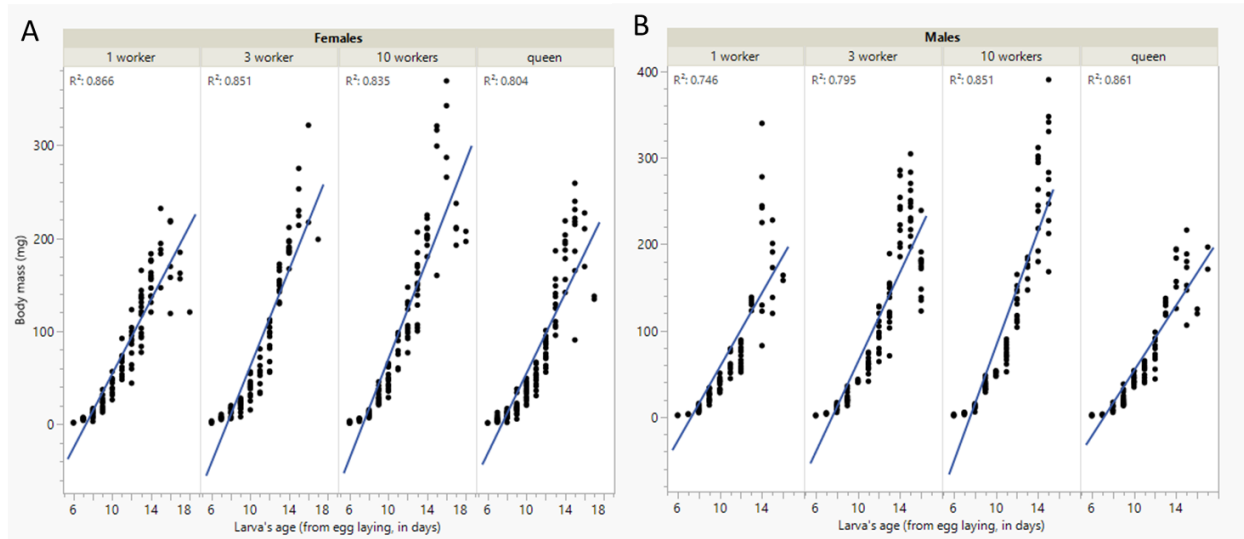 A
Females
1 worker
3 worker
10 workers
queen
R²: 0.866
R²: 0.851
R²: 0.835
R²: 0.804
300
200
100
0
Body mass (mg)
6 10 14 18 6 10 14 18 6 10 14 18 6 10 14 18
Larva's age (from egg laying, in days)
B
Males
1 worker
3 worker
10 workers
queen
R²: 0.746
R²: 0.795
R²: 0.851
R²: 0.861
400
300
200
100
0
6 10 14 6 10 14 6 10 14 6 10 14
Larva's age (from egg laying, in days)